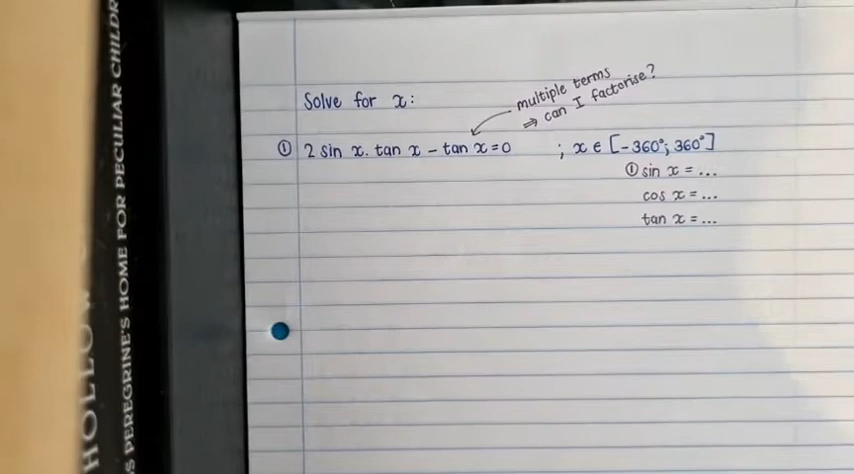 HOLLOW
S PEREGRINE'S HOME FOR PECULIAR CHILDR
Solve for x:
multiple terms
⇒ can I factorise?
① 2 sin x. tan x - tan x = 0 ; x ∈ [-360°; 360°]
① sin x = ...
cos x = ...
tan x = ...